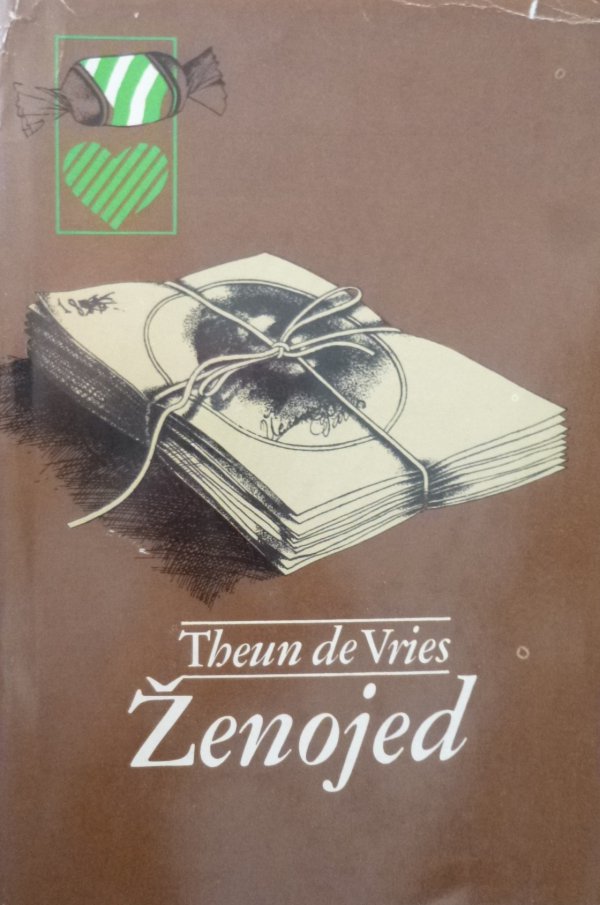 Theun de Vries
Ženojed